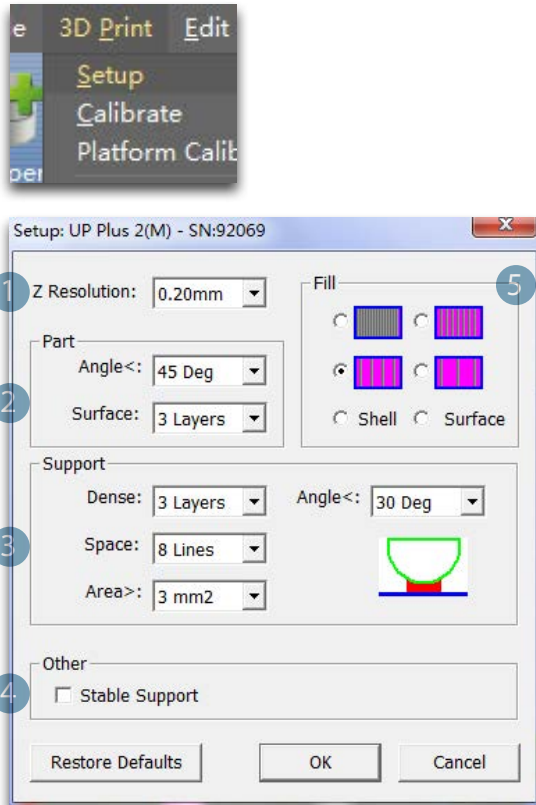 e 3D Print Edit
Setup
Calibrate
Platform Calib
per
Setup: UP Plus 2(M) - SN:92069
1 Z Resolution: 0.20mm
Fill 5
Part
Angle<: 45 Deg
2
Surface: 3 Layers
Shell Surface
Support
Dense: 3 Layers Angle<: 30 Deg
3 Space: 8 Lines
Area>: 3 mm2
Other
4 Stable Support
Restore Defaults OK Cancel